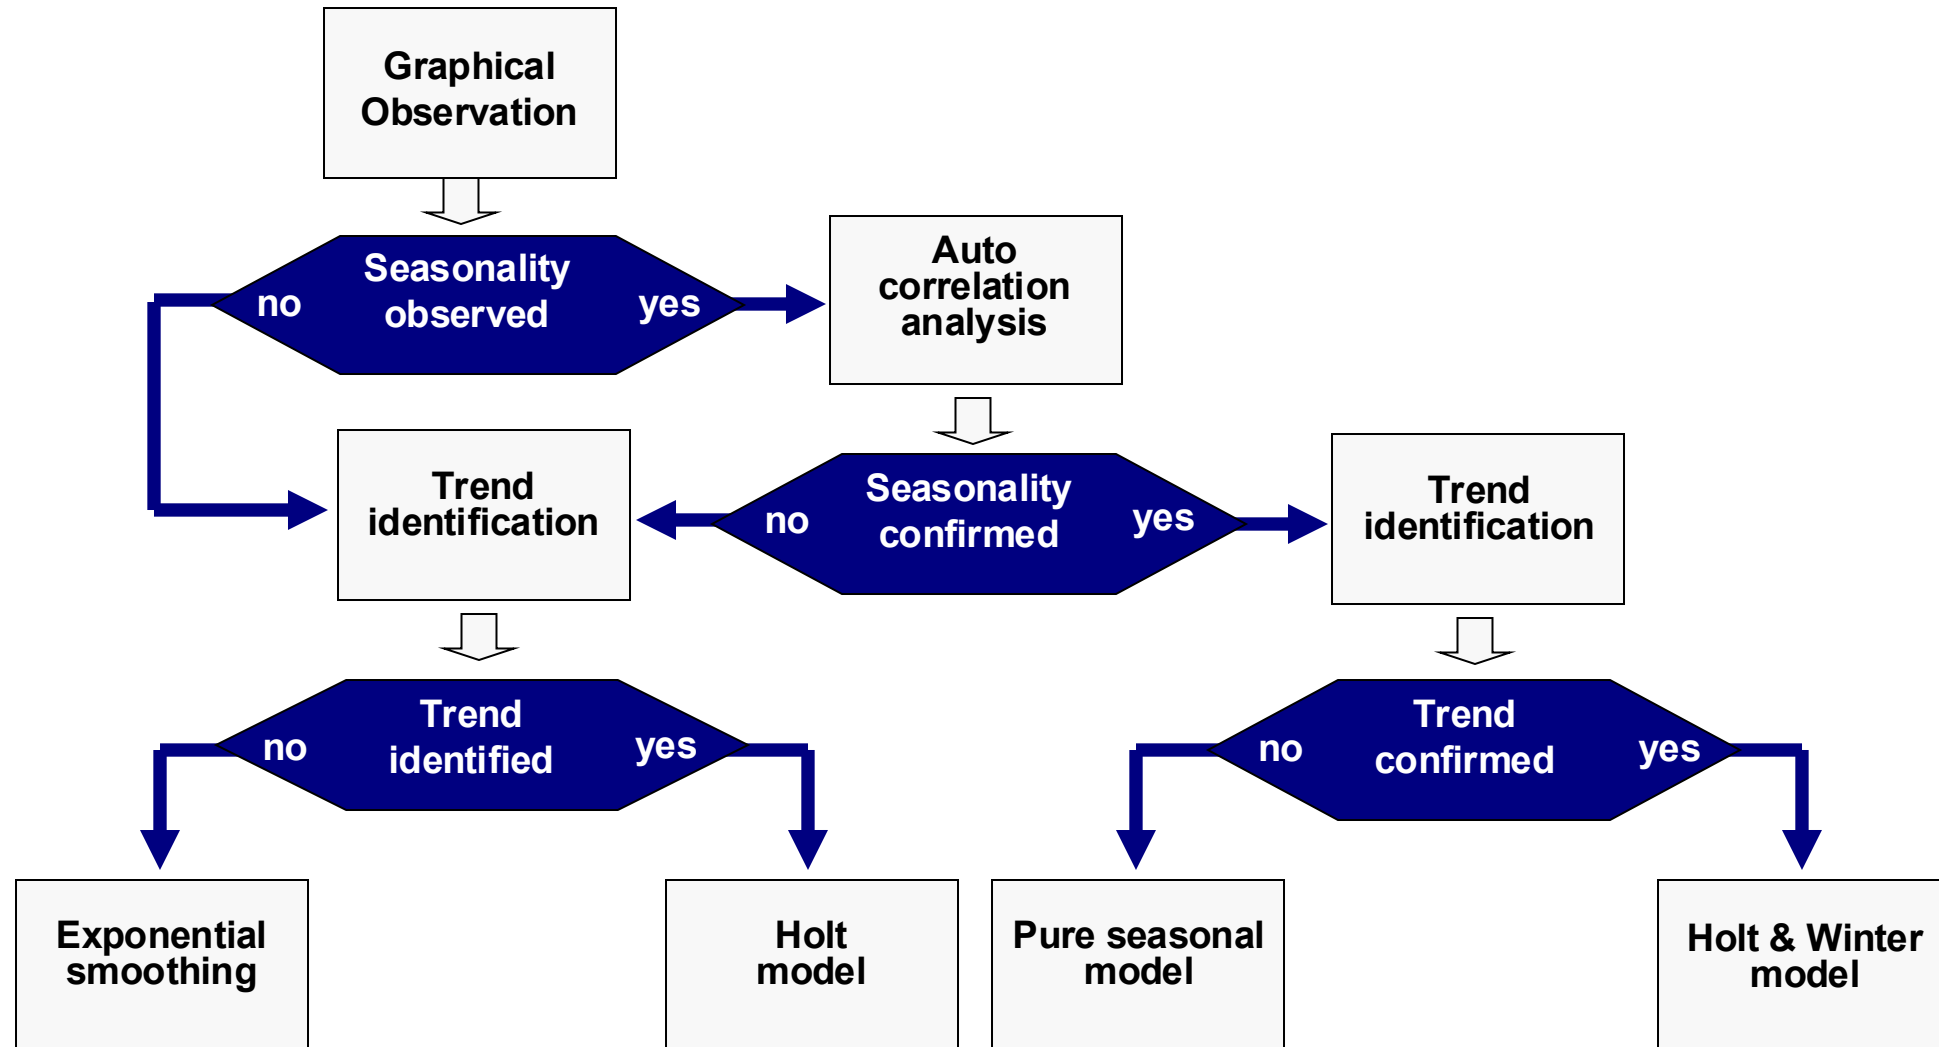 Graphical
Observation
Seasonality
observed
no
yes
Auto
correlation
analysis
Trend
identification
Seasonality
confirmed
no
yes
Trend
identification
Trend
identified
no
yes
Trend
confirmed
no
yes
Exponential
smoothing
Holt
model
Pure seasonal
model
Holt & Winter
model